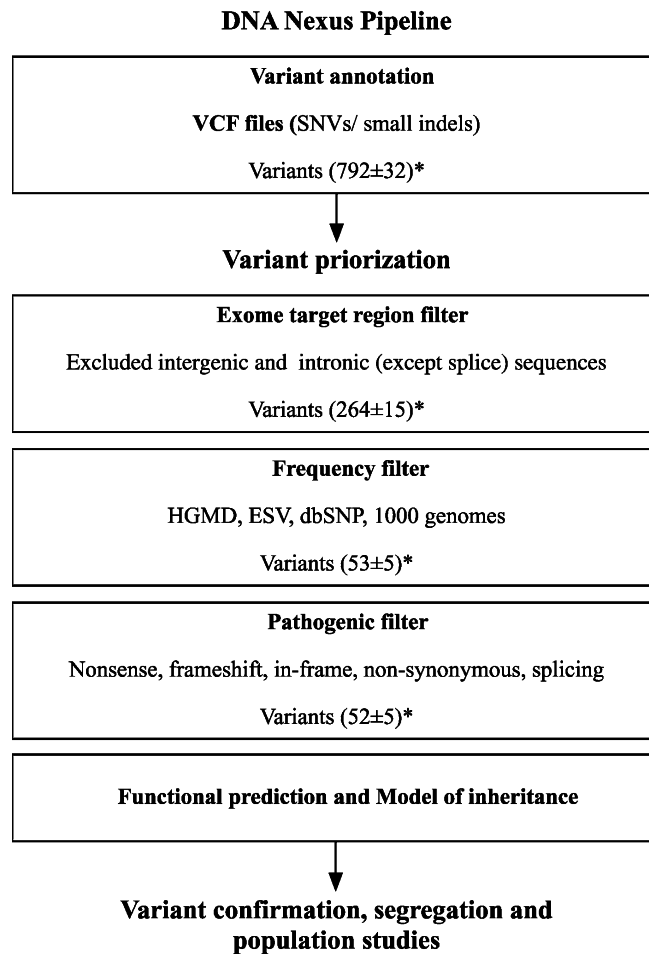 DNA Nexus Pipeline
Variant annotation
VCF files (SNVs/ small indels)
Variants (792±32)*
Variant priorization
Exome target region filter
Excluded intergenic and intronic (except splice) sequences
Variants (264±15)*
Frequency filter
HGMD, ESV, dbSNP, 1000 genomes
Variants (53±5)*
Pathogenic filter
Nonsense, frameshift, in-frame, non-synonymous, splicing
Variants (52±5)*
Functional prediction and Model of inheritance
Variant confirmation, segregation and
population studies